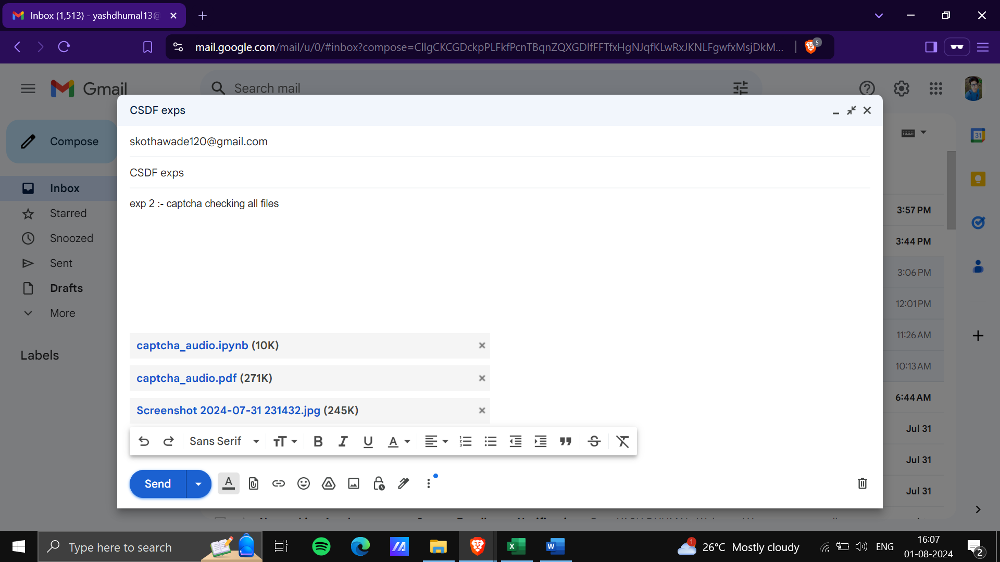 Inbox (1,513) - yashdhumal13@
mail.google.com/mail/u/0/#inbox?compose=CllgCKCGDckpPLFkfPcnTBqnZQXGDlfFFTfxHgNJqfKLwRxJKNLFgwfxMsjDkM...
5
Gmail
Search mail
CSDF exps
Compose
31
skothawade120@gmail.com
CSDF exps
Inbox
exp 2 :- captcha checking all files
Starred
3:57 PM
Snoozed
3:44 PM
Sent
3:06 PM
Drafts
12:01 PM
More
captcha_audio.ipynb (10K)
11:26 AM
Labels
10:13 AM
captcha_audio.pdf (271K)
6:44 AM
Screenshot 2024-07-31 231432.jpg (245K)
Jul 31
Sans Serif
Jul 31
Send
Jul 31
Type here to search
1
26°C Mostly cloudy
ENG
16:07
01-08-2024
2